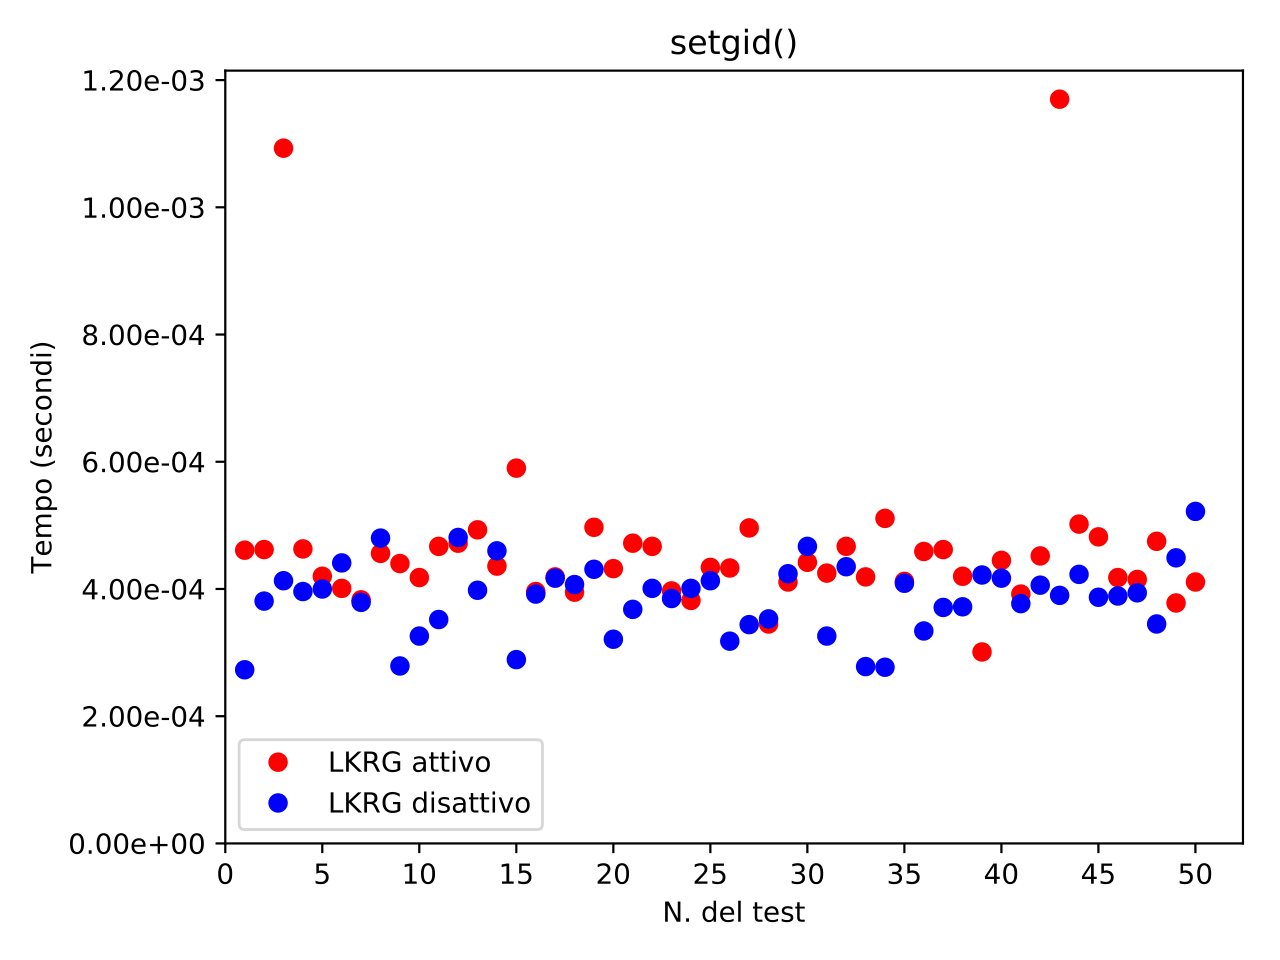 setgid()
1.20e-03
1.00e-03
8.00e-04
6.00e-04
4.00e-04
2.00e-04
0.00e+00
Tempo (secondi)
LKRG attivo
LKRG disattivo
0 5 10 15 20 25 30 35 40 45 50
N. del test